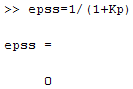 >> epss=1/(1+Kp)
epss =
0